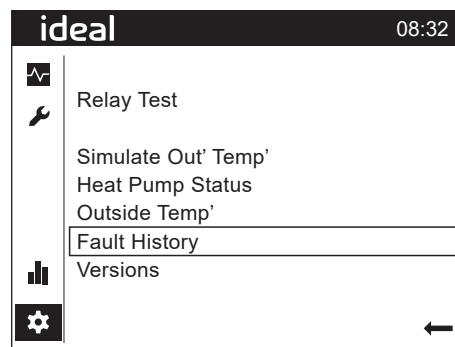 ideal 08:32
Relay Test
Simulate Out’ Temp’
Heat Pump Status
Outside Temp’
Fault History
Versions